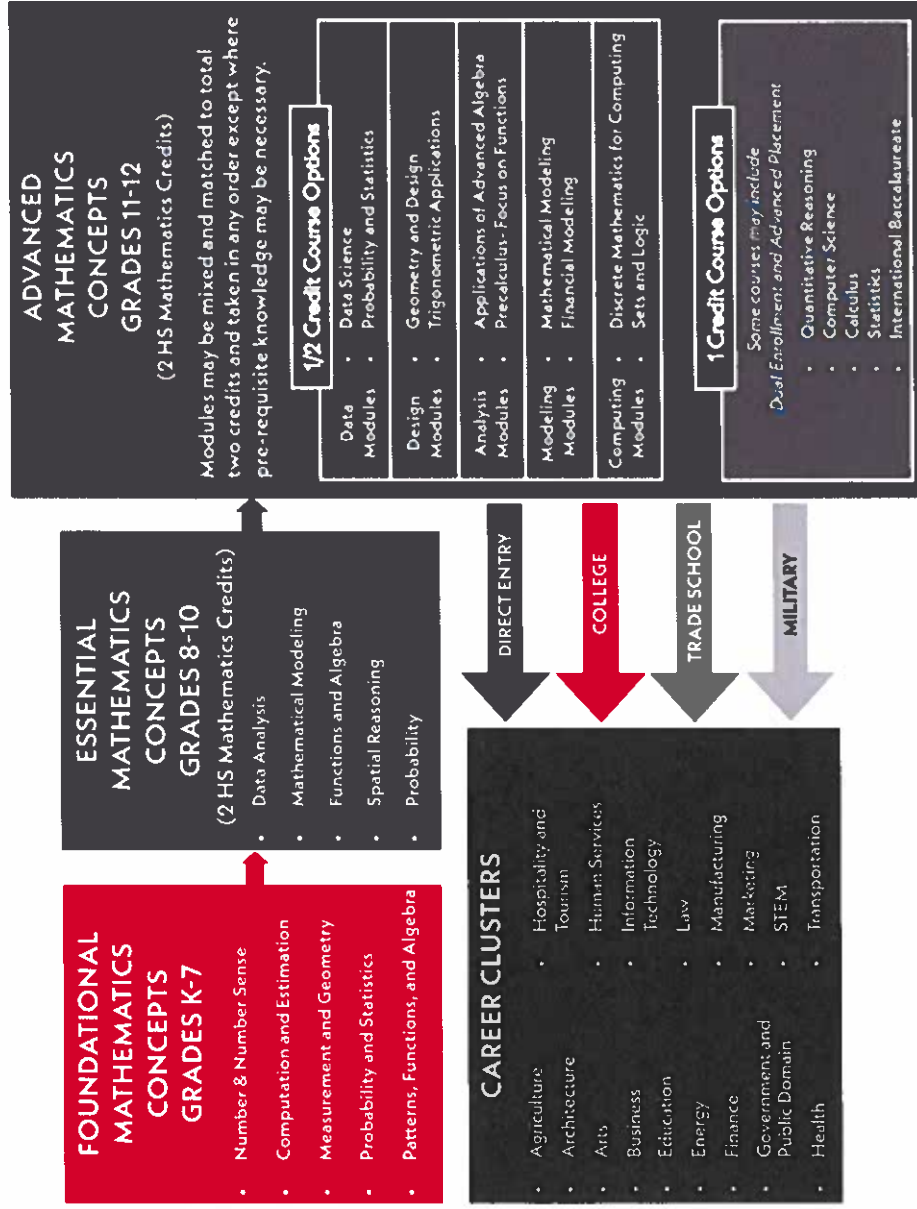 FOUNDATIONAL
MATHEMATICS
CONCEPTS
GRADES K-7
• Number & Number Sense
• Computation and Estimation
• Measurement and Geometry
• Probability and Statistics
• Patterns, Functions, and Algebra
ESSENTIAL
MATHEMATICS
CONCEPTS
GRADES 8-10
(2 HS Mathematics Credits)
• Data Analysis
• Mathematical Modeling
• Functions and Algebra
• Spatial Reasoning
• Probability
ADVANCED
MATHEMATICS
CONCEPTS
GRADES 11-12
(2 HS Mathematics Credits)
Modules may be mixed and matched to total
two credits and taken in any order except where
pre-requisite knowledge may be necessary.
1/2 Credit Course Options
Data
Modules
• Data Science
• Probability and Statistics
Design
Modules
• Geometry and Design
• Trigonometric Applications
Analysis
Modules
• Applications of Advanced Algebra
• Precalculus - Focus on Functions
Modeling
Modules
• Mathematical Modeling
• Financial Modeling
Computing
Modules
• Discrete Mathematics for Computing
• Sets and Logic
1 Credit Course Options
Some courses may include
Dual Enrollment and Advanced Placement
• Quantitative Reasoning
• Computer Science
• Calculus
• Statistics
• International Baccalaureate
DIRECT ENTRY
COLLEGE
TRADE SCHOOL
MILITARY
CAREER CLUSTERS
• Agriculture
• Architecture
• Arts
• Business
• Education
• Energy
• Finance
• Government and
Public Domain
• Health
• Hospitality and
Tourism
• Human Services
• Information
Technology
• Law
• Manufacturing
• Marketing
• STEM
• Transportation